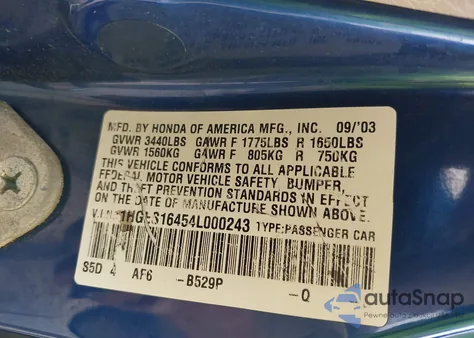 MFD. BY HONDA OF AMERICA MFG., INC. 09/'03
GVWR 3440LBS GAWR F 1775LBS R 1650LBS
GVWR 1560KG GAWR F 805KG R 750KG
THIS VEHICLE CONFORMS TO ALL APPLICABLE
FEDERAL MOTOR VEHICLE SAFETY, BUMPER,
AND THEFT PREVENTION STANDARDS IN EFFECT ON
THE DATE OF MANUFACTURE SHOWN ABOVE.
V.I.N.: 1HGES16454L000243 TYPE:PASSENGER CAR
S5D 4 AF6 -B529P -Q
autoSnap